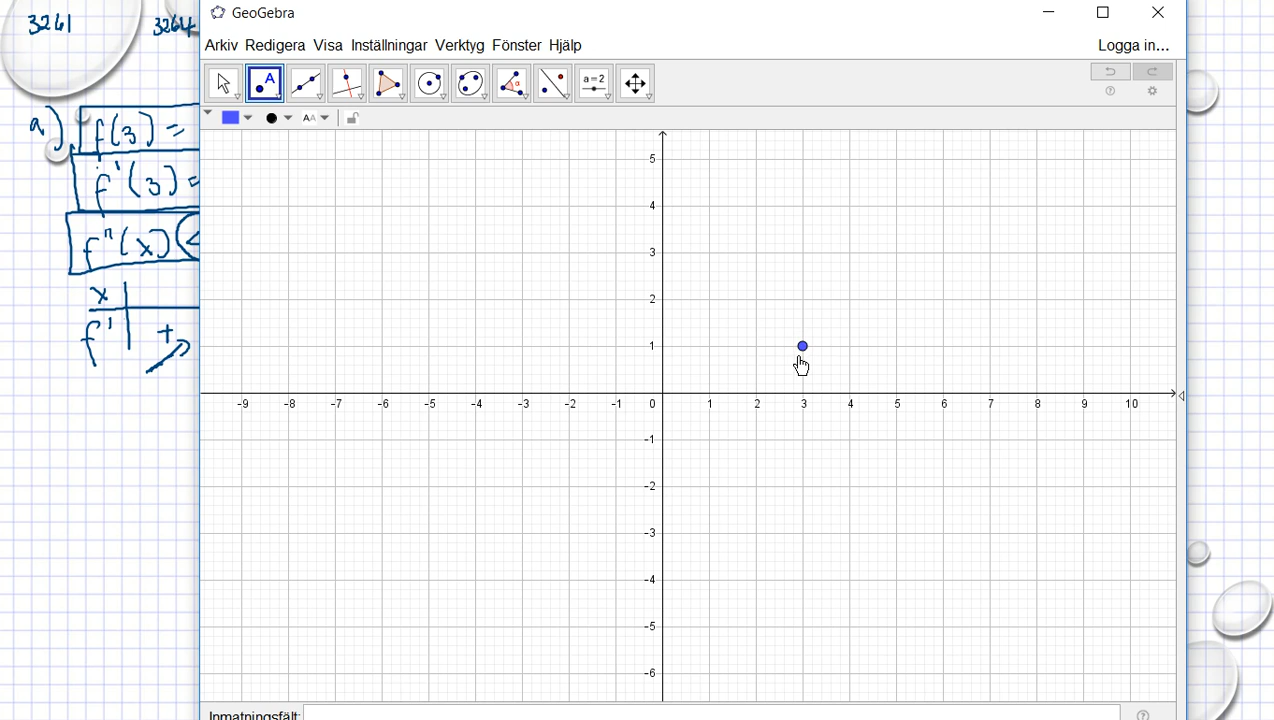 3261 3264
GeoGebra
Arkiv Redigera Visa Inställningar Verktyg Fönster Hjälp Logga in...
A α a=2
AA
a) f(3) =
f'(3) =
f"(x) <
x
f' +
5
4
3
2
1
-9 -8 -7 -6 -5 -4 -3 -2 -1 0 1 2 3 4 5 6 7 8 9 10
-1
-2
-3
-4
-5
-6
Inmatningsfält: